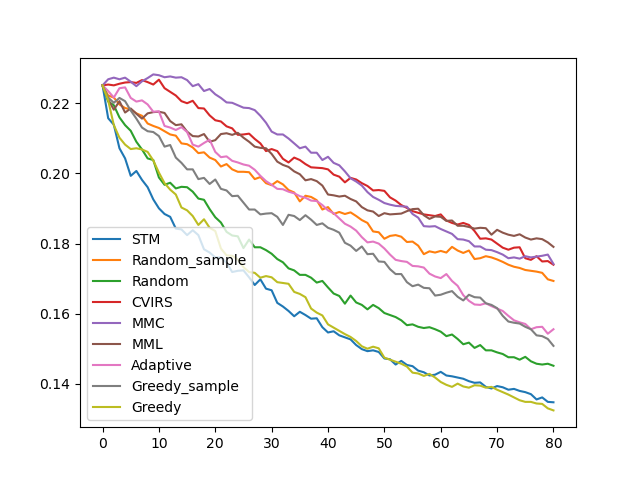 0.22
0.20
0.18
0.16
0.14
STM
Random_sample
Random
CVIRS
MMC
MML
Adaptive
Greedy_sample
Greedy
0 10 20 30 40 50 60 70 80